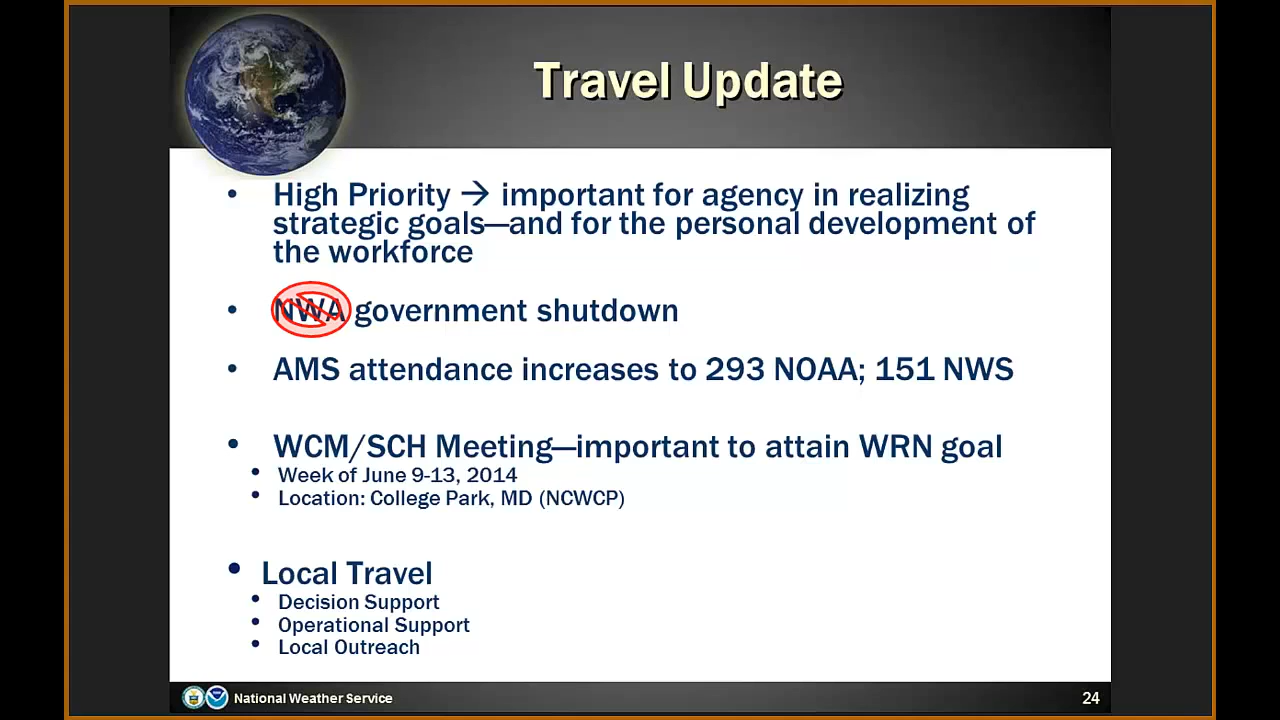 Travel Update
• High Priority → important for agency in realizing
strategic goals—and for the personal development of
the workforce
• NWA government shutdown
• AMS attendance increases to 293 NOAA; 151 NWS
• WCM/SCH Meeting—important to attain WRN goal
• Week of June 9-13, 2014
• Location: College Park, MD (NCWCP)
• Local Travel
• Decision Support
• Operational Support
• Local Outreach
National Weather Service
24